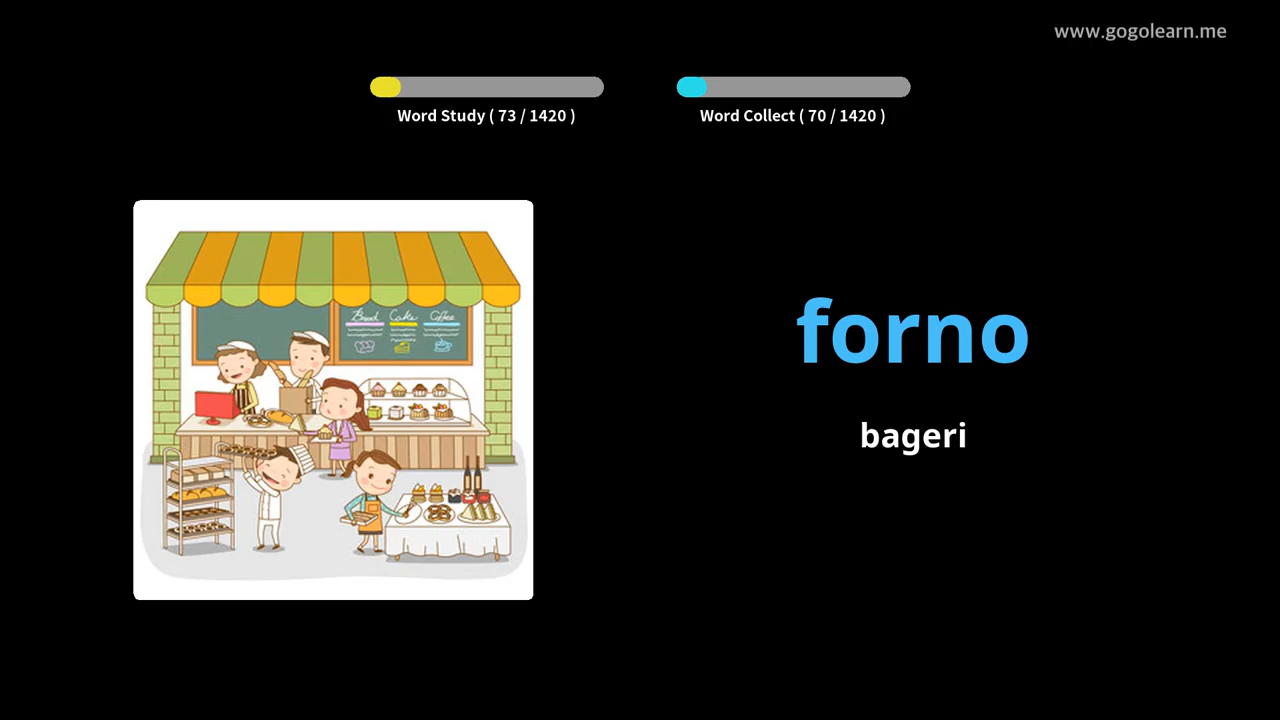 www.gogolearn.me
Word Study ( 73 / 1420 )
Word Collect ( 70 / 1420 )
Bread Cake Coffee
forno
bageri